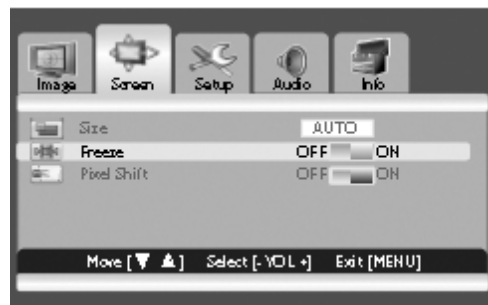 Image Screen Setup Audio Info
Size AUTO
Freeze OFF ON
Pixel Shift OFF ON
Move [▼ ▲] Select [- VOL +] Exit [MENU]